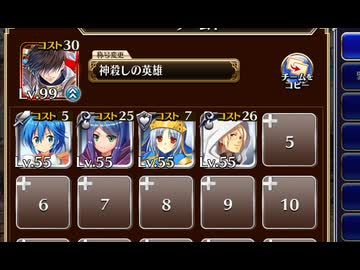 コスト30
称号変更
神殺しの英雄
チームを
コピー
Lv.99
コスト 5
コスト25
コスト 7
コスト26
Lv.55
Lv.55
Lv.55
Lv.55
5
6
7
8
9
10